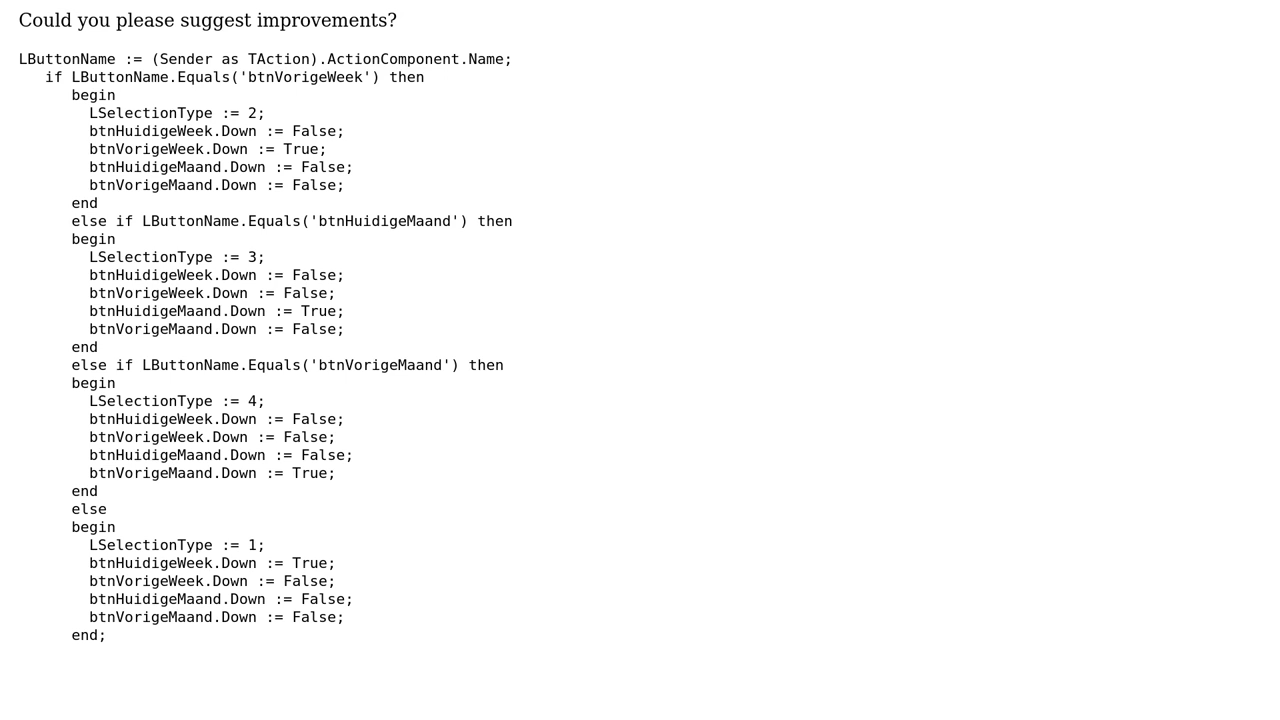 Could you please suggest improvements?
LButtonName := (Sender as TAction).ActionComponent.Name;
   if LButtonName.Equals('btnVorigeWeek') then
      begin
        LSelectionType := 2;
        btnHuidigeWeek.Down := False;
        btnVorigeWeek.Down := True;
        btnHuidigeMaand.Down := False;
        btnVorigeMaand.Down := False;
      end
      else if LButtonName.Equals('btnHuidigeMaand') then
      begin
        LSelectionType := 3;
        btnHuidigeWeek.Down := False;
        btnVorigeWeek.Down := False;
        btnHuidigeMaand.Down := True;
        btnVorigeMaand.Down := False;
      end
      else if LButtonName.Equals('btnVorigeMaand') then
      begin
        LSelectionType := 4;
        btnHuidigeWeek.Down := False;
        btnVorigeWeek.Down := False;
        btnHuidigeMaand.Down := False;
        btnVorigeMaand.Down := True;
      end
      else
      begin
        LSelectionType := 1;
        btnHuidigeWeek.Down := True;
        btnVorigeWeek.Down := False;
        btnHuidigeMaand.Down := False;
        btnVorigeMaand.Down := False;
      end;